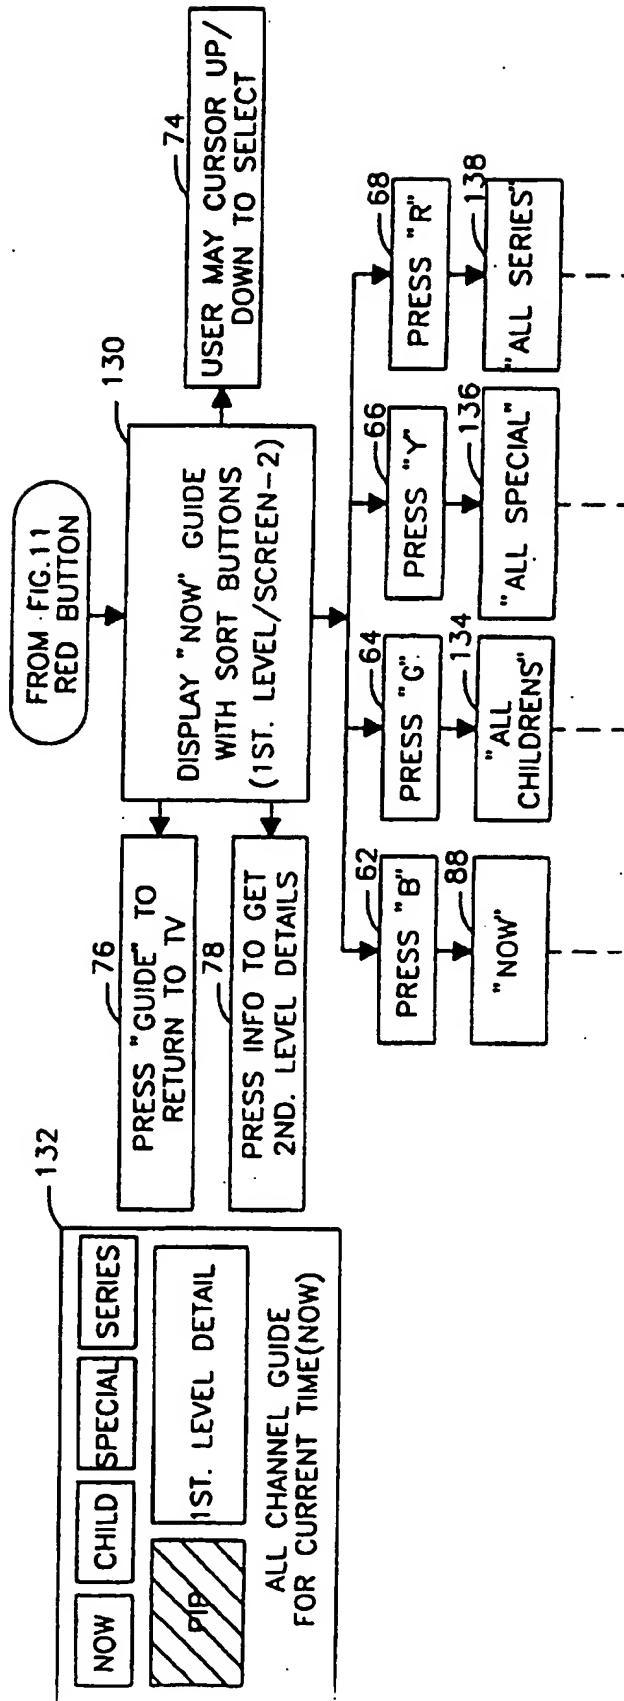 FROM FIG.11
RED BUTTON
130
DISPLAY "NOW" GUIDE
WITH SORT BUTTONS
(1ST. LEVEL/SCREEN-2)
74
USER MAY CURSOR UP/
DOWN TO SELECT
76
PRESS "GUIDE" TO
RETURN TO TV
78
PRESS INFO TO GET
2ND. LEVEL DETAILS
132
NOW
CHILD
SPECIAL
SERIES
PIP
1ST. LEVEL DETAIL
ALL CHANNEL GUIDE
FOR CURRENT TIME(NOW)
62
PRESS "B"
88
"NOW"
64
PRESS "G"
134
"ALL
CHILDRENS"
66
PRESS "Y"
136
"ALL SPECIAL"
68
PRESS "R"
138
"ALL SERIES"